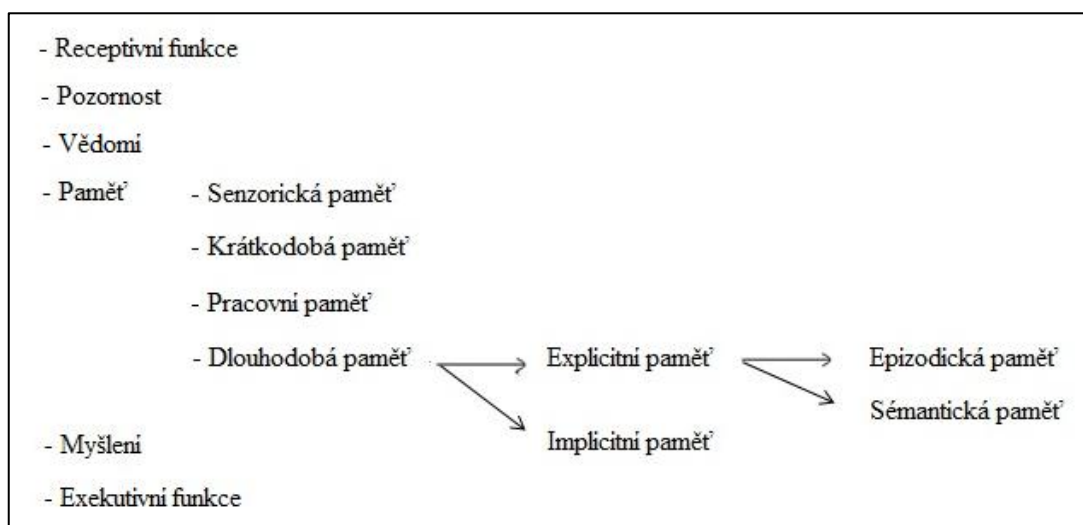 - Receptivní funkce
- Pozornost
- Vědomí
- Paměť - Senzorická paměť
- Krátkodobá paměť
- Pracovní paměť
- Dlouhodobá paměť Explicitní paměť Epizodická paměť
Sémantická paměť
Implicitní paměť
- Myšlení
- Exekutivní funkce